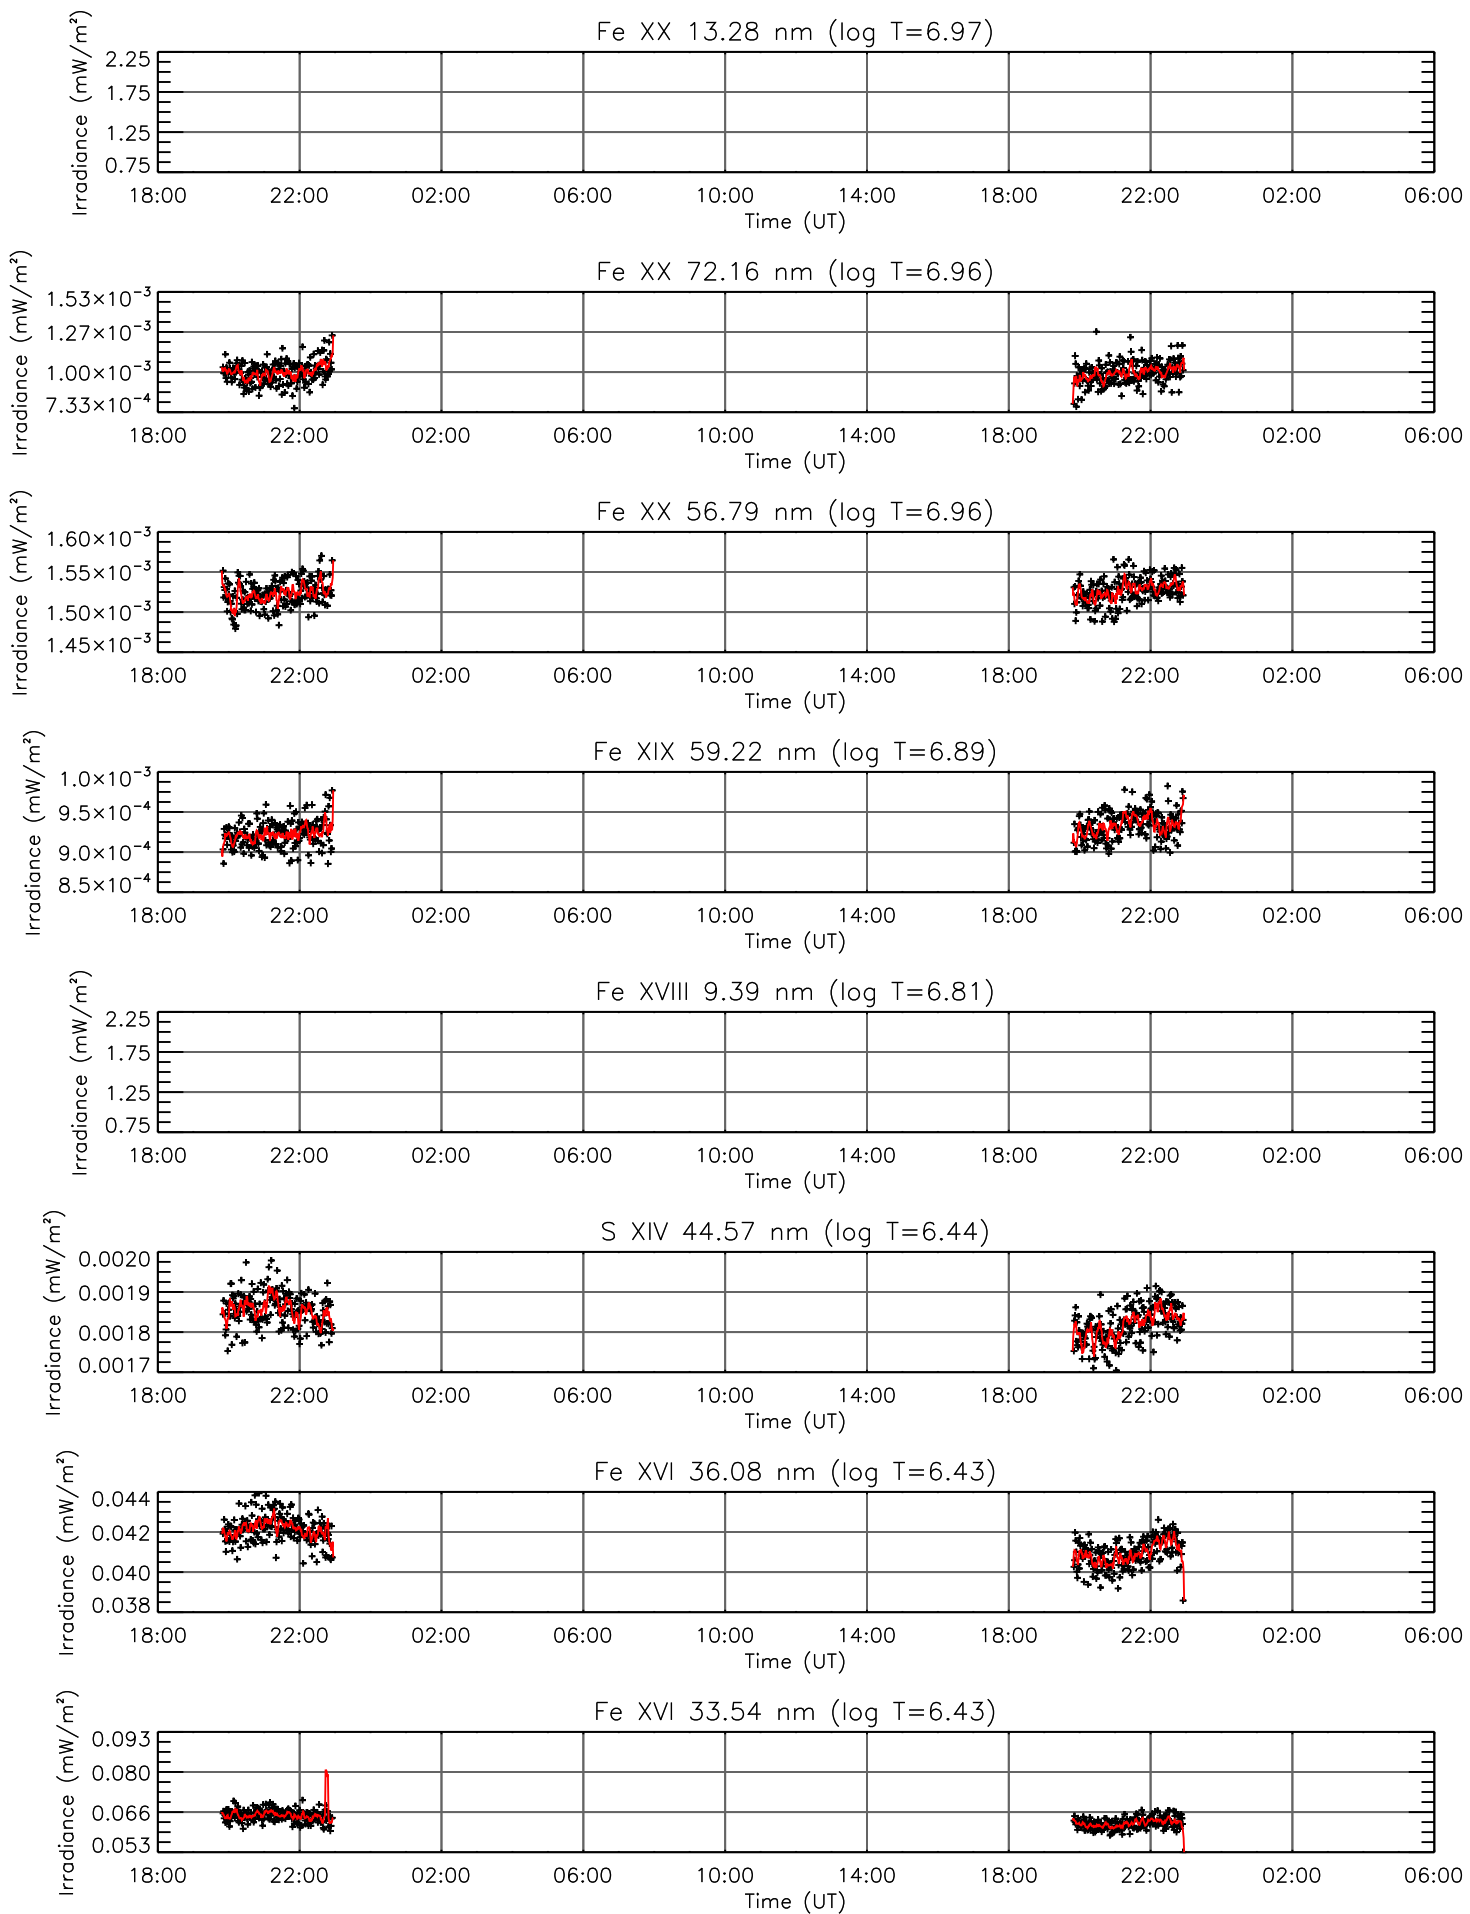 Fe XX 13.28 nm (log T=6.97)
Irradiance (mW/m²)
2.25
1.75
1.25
0.75
18:00 22:00 02:00 06:00 10:00 14:00 18:00 22:00 02:00 06:00
Time (UT)
Fe XX 72.16 nm (log T=6.96)
Irradiance (mW/m²)
1.53×10⁻³
1.27×10⁻³
1.00×10⁻³
7.33×10⁻⁴
18:00 22:00 02:00 06:00 10:00 14:00 18:00 22:00 02:00 06:00
Time (UT)
Fe XX 56.79 nm (log T=6.96)
Irradiance (mW/m²)
1.60×10⁻³
1.55×10⁻³
1.50×10⁻³
1.45×10⁻³
18:00 22:00 02:00 06:00 10:00 14:00 18:00 22:00 02:00 06:00
Time (UT)
Fe XIX 59.22 nm (log T=6.89)
Irradiance (mW/m²)
1.0×10⁻³
9.5×10⁻⁴
9.0×10⁻⁴
8.5×10⁻⁴
18:00 22:00 02:00 06:00 10:00 14:00 18:00 22:00 02:00 06:00
Time (UT)
Fe XVIII 9.39 nm (log T=6.81)
Irradiance (mW/m²)
2.25
1.75
1.25
0.75
18:00 22:00 02:00 06:00 10:00 14:00 18:00 22:00 02:00 06:00
Time (UT)
S XIV 44.57 nm (log T=6.44)
Irradiance (mW/m²)
0.0020
0.0019
0.0018
0.0017
18:00 22:00 02:00 06:00 10:00 14:00 18:00 22:00 02:00 06:00
Time (UT)
Fe XVI 36.08 nm (log T=6.43)
Irradiance (mW/m²)
0.044
0.042
0.040
0.038
18:00 22:00 02:00 06:00 10:00 14:00 18:00 22:00 02:00 06:00
Time (UT)
Fe XVI 33.54 nm (log T=6.43)
Irradiance (mW/m²)
0.093
0.080
0.066
0.053
18:00 22:00 02:00 06:00 10:00 14:00 18:00 22:00 02:00 06:00
Time (UT)